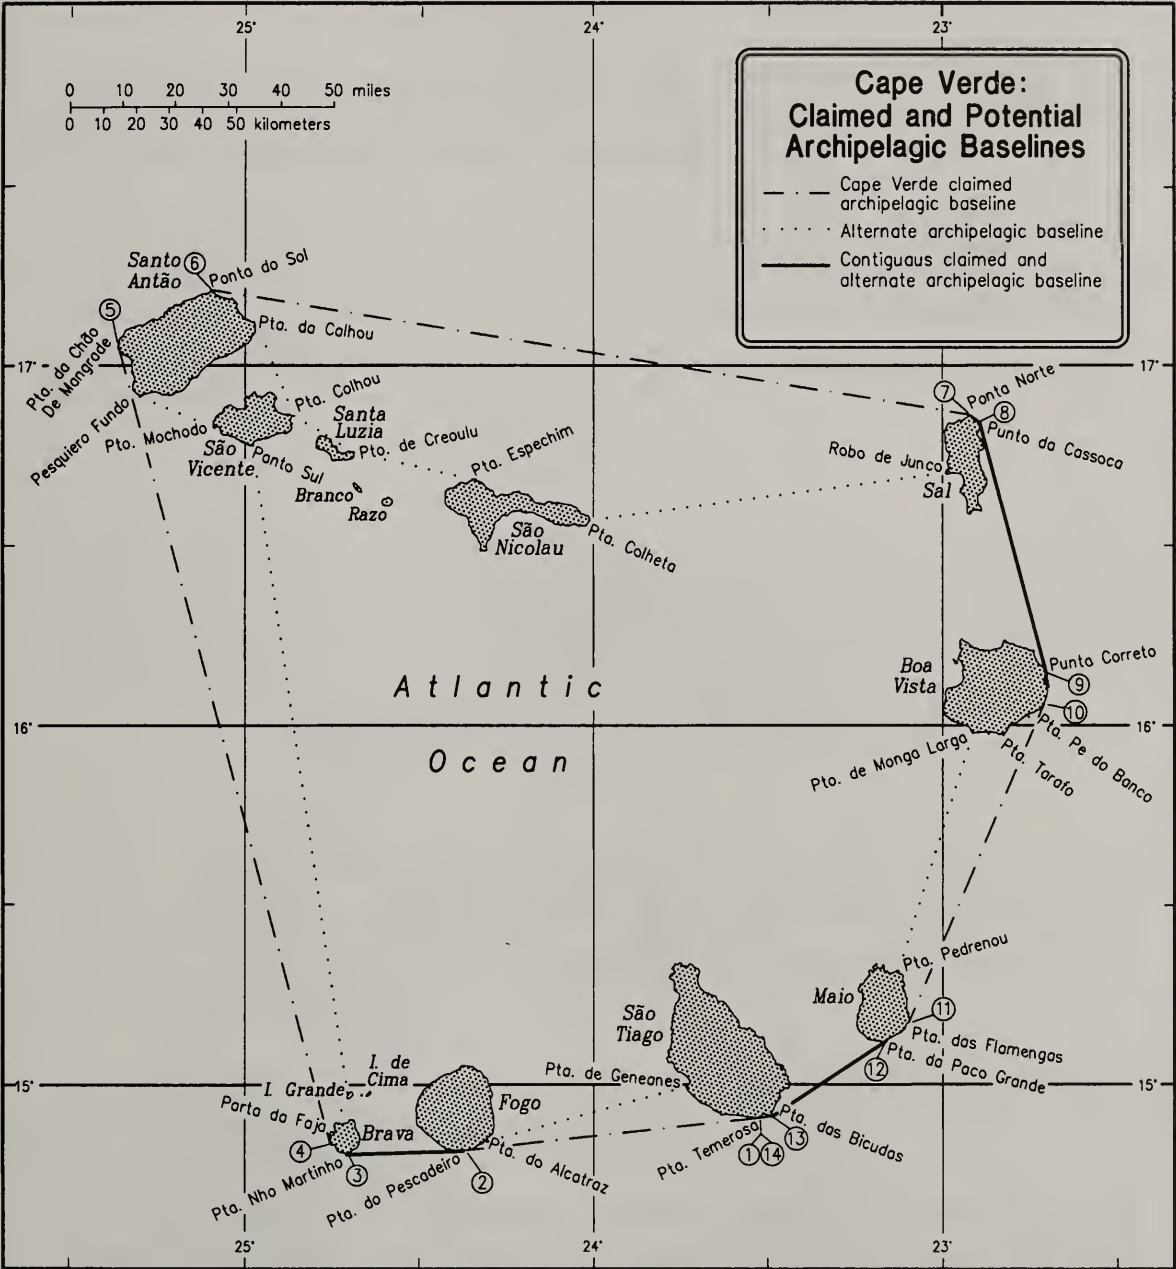 25°
24°
23°
0 10 20 30 40 50 miles
0 10 20 30 40 50 kilometers
Cape Verde:
Claimed and Potential
Archipelagic Baselines
Cape Verde claimed
archipelagic baseline
Alternate archipelagic baseline
Contiguaus claimed and
alternate archipelagic baseline
Santo
Antão
6
Ponta do Sol
5
Pta. da Chão
De Mangrade
Pta. da Calhou
17°
17°
Pesquiero Fundo
Pta. Mochodo
Pta. Colhou
São
Vicente
Panto Sul
Santa
Luzia
Pto. de Creoulu
Branco
Razo
Pta. Espechim
São
Nicolau
Pta. Colheta
7
Ponta Norte
8
Punto da Cassoca
Robo de Junco
Sal
Atlantic
Ocean
Boa
Vista
Punta Correto
9
10
16°
16°
Pta. Pe do Banco
Pto. de Monga Larga
Pta. Tarafo
Pta. Pedrenou
Maio
11
Pta. das Flamengas
12
Pta. da Paco Grande
São
Tiago
Pta. de Geneanes
15°
15°
I. de
Cima
I. Grande
Fogo
Parta da Faja
Brava
4
3
Pta. Nho Martinho
Pta. do Pescadeiro
2
Pta. do Alcatraz
Pta. Temerosa
1
14
13
Pta. das Bicudas
25°
24°
23°